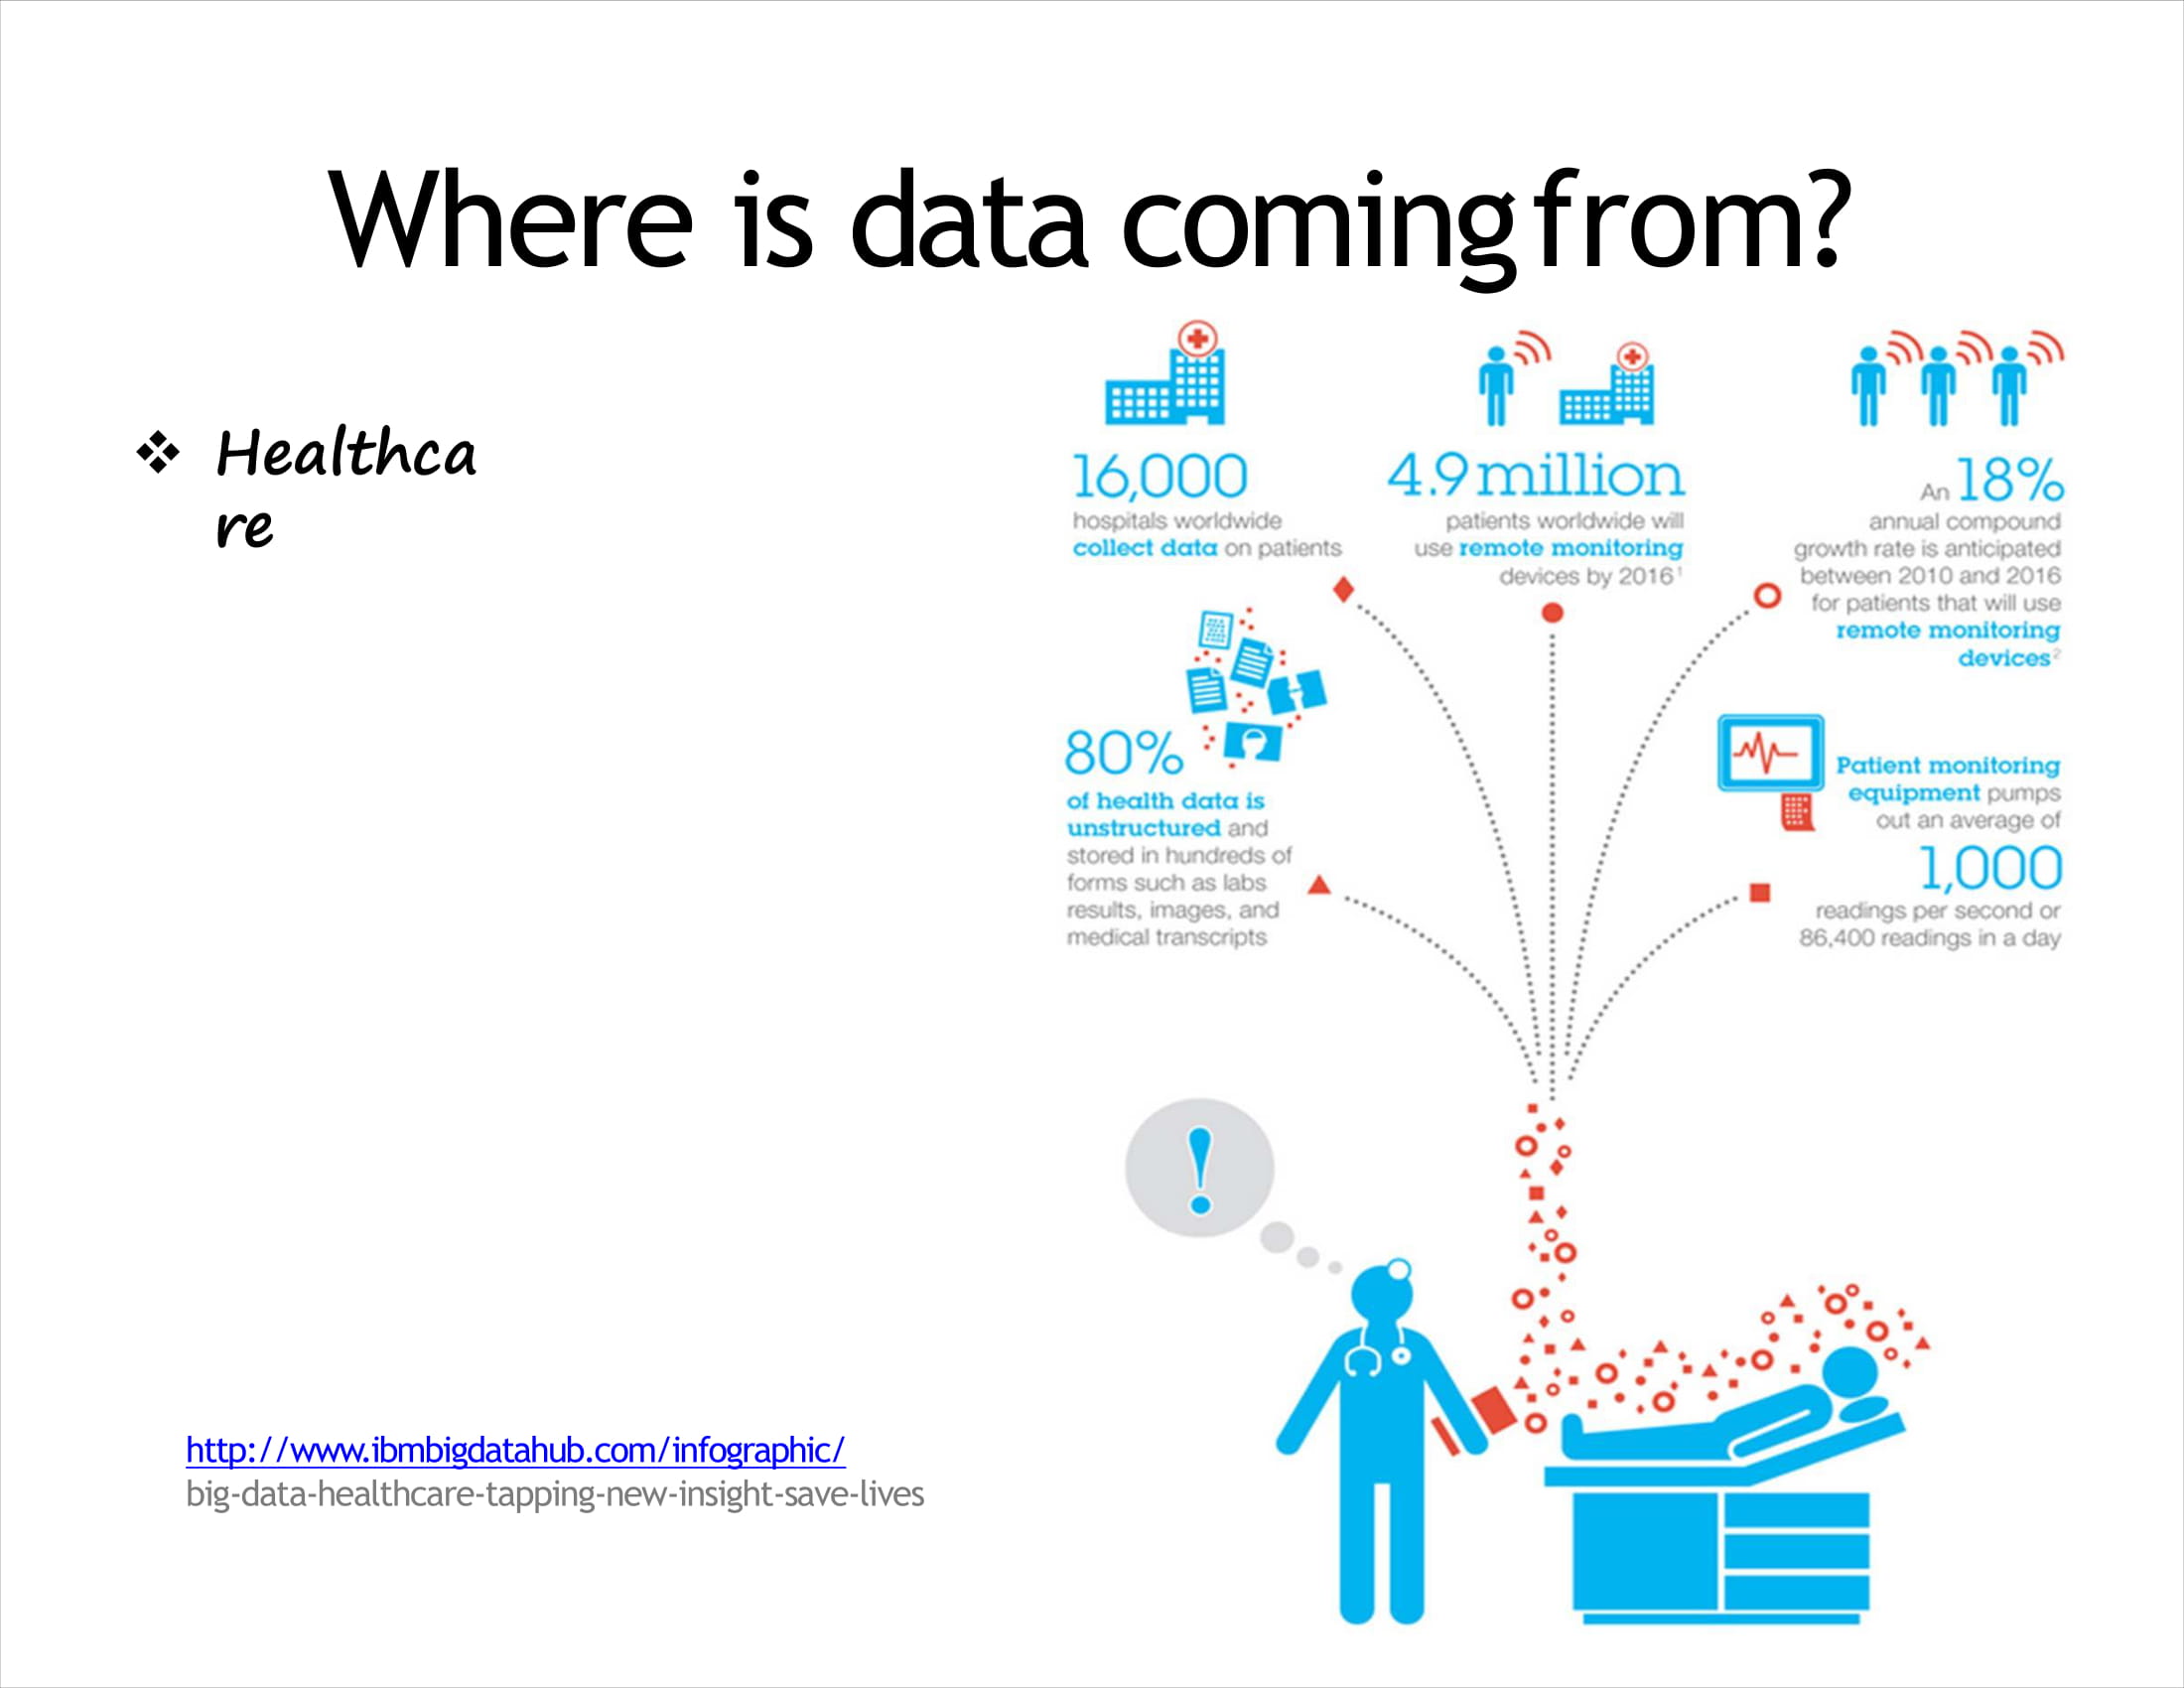 Where is data coming from?
❖ Healthca
re
16,000
hospitals worldwide
collect data on patients
4.9 million
patients worldwide will
use remote monitoring
devices by 2016¹
An 18%
annual compound
growth rate is anticipated
between 2010 and 2016
for patients that will use
remote monitoring
devices²
80%
of health data is
unstructured and
stored in hundreds of
forms such as labs
results, images, and
medical transcripts
Patient monitoring
equipment pumps
out an average of
1,000
readings per second or
86,400 readings in a day
!
http://www.ibmbigdatahub.com/infographic/
big-data-healthcare-tapping-new-insight-save-lives